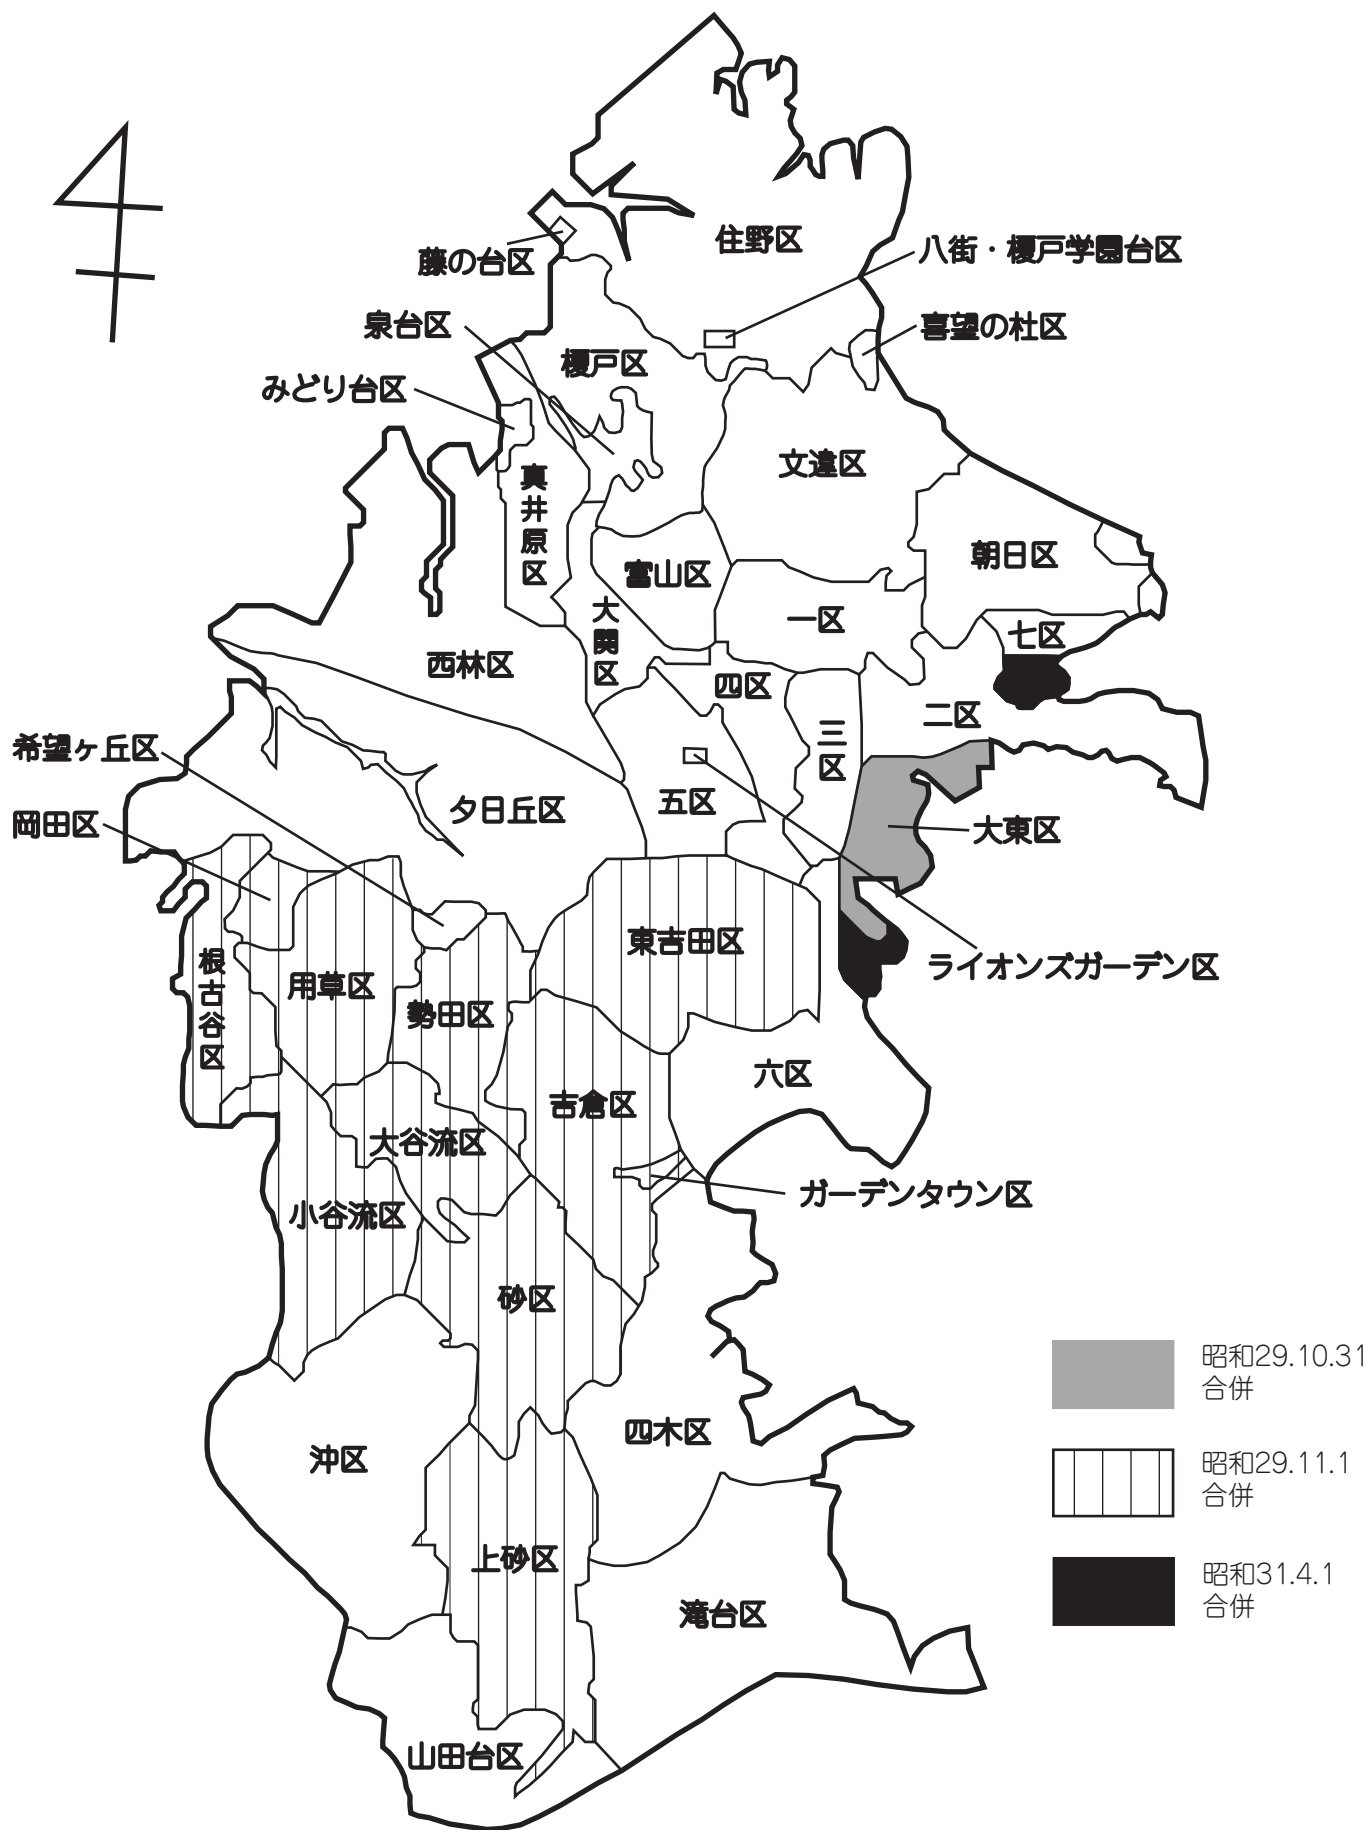 住野区
八街・榎戸学園台区
藤の台区
泉台区
喜望の杜区
榎戸区
みどり台区
文違区
真井原区
朝日区
富山区
大関区
一区
七区
西林区
四区
二区
三区
希望ヶ丘区
五区
夕日丘区
岡田区
大東区
東吉田区
ライオンズガーデン区
根古谷区
用草区
勢田区
六区
吉倉区
大谷流区
ガーデンタウン区
小谷流区
砂区
昭和29.10.31
合併
四木区
沖区
昭和29.11.1
合併
上砂区
昭和31.4.1
合併
滝台区
山田台区